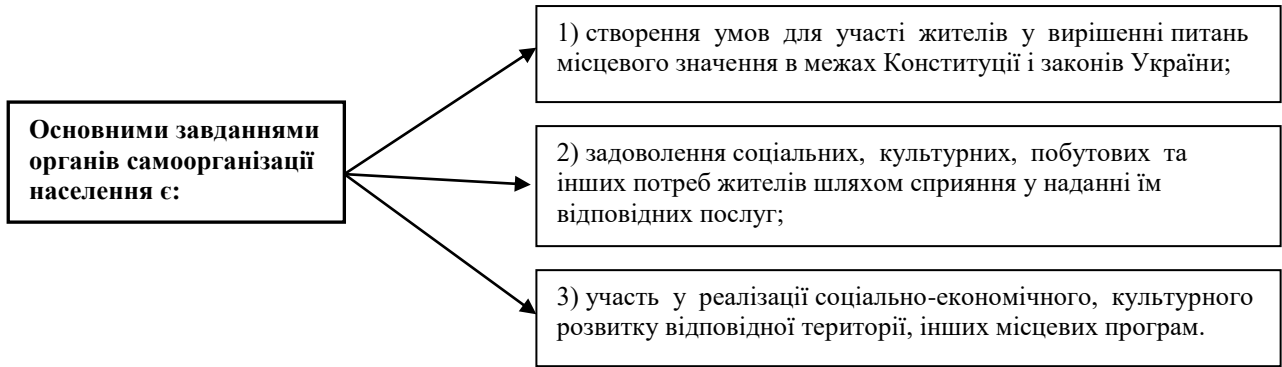 Основними завданнями
органів самоорганізації
населення є:
1) створення умов для участі жителів у вирішенні питань
місцевого значення в межах Конституції і законів України;
2) задоволення соціальних, культурних, побутових та
інших потреб жителів шляхом сприяння у наданні їм
відповідних послуг;
3) участь у реалізації соціально-економічного, культурного
розвитку відповідної території, інших місцевих програм.